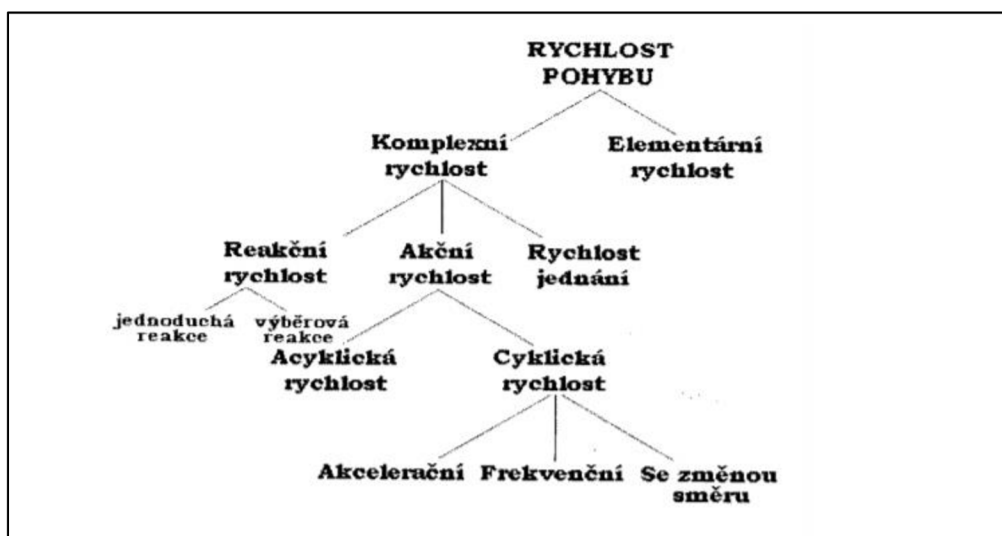 RYCHLOST
POHYBU
Komplexní
rychlost
Elementární
rychlost
Reakční
rychlost
Akční
rychlost
Rychlost
jednání
jednoduchá
reakce
výběrová
reakce
Acyklická
rychlost
Cyklická
rychlost
Akcelerační
Frekvenční
Se změnou
směru